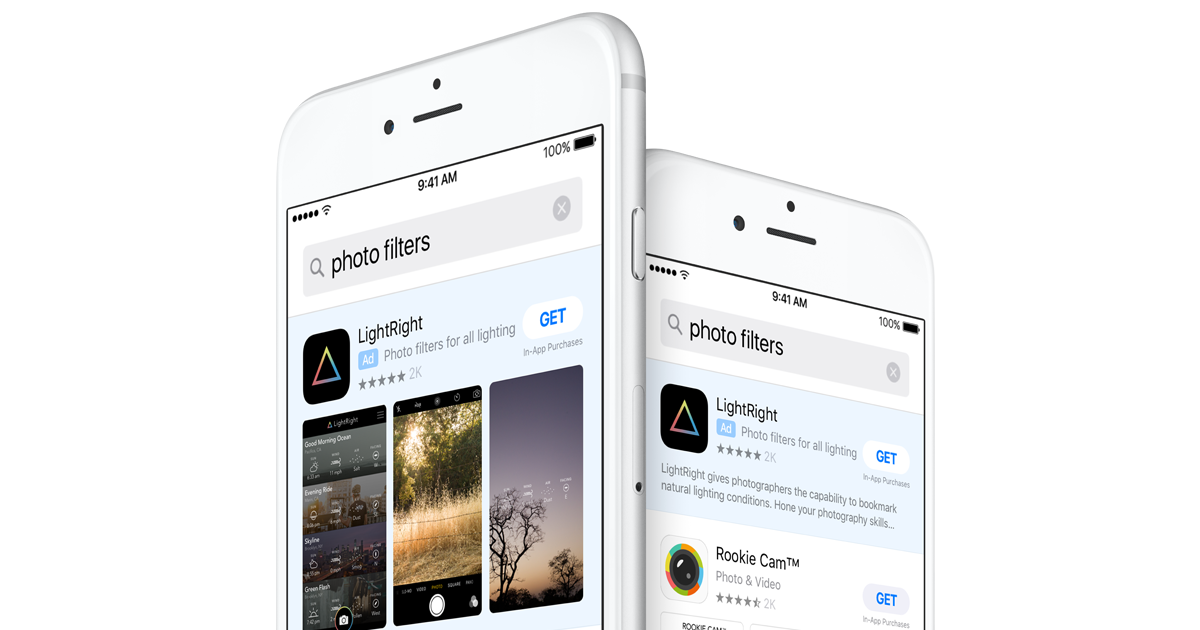 100%
9:41 AM
photo filters
LightRight
GET
Ad Photo filters for all lighting
In-App Purchases
2K
LightRight
Good Morning Ocean
Evening Ride
Skyline
Green Flash
VIDEO PHOTO SQUARE
9:41 AM
100%
photo filters
LightRight
Ad Photo filters for all lighting
GET
2K
In-App Purchases
LightRight gives photographers the capability to bookmark
natural lighting conditions. Hone your photography skills...
Rookie Cam™
Photo & Video
GET
2K
In-App Purchases
ROOKIE CAM™